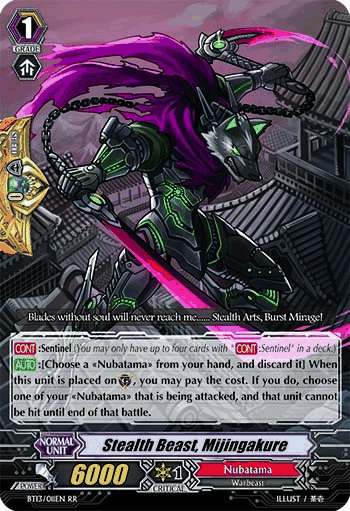 1
GRADE
SHIELD
0
Blades without soul will never reach me...... Stealth Arts, Burst Mirage!
CONT :Sentinel (You may only have up to four cards with "CONT:Sentinel" in a deck.)
AUTO :[Choose a «Nubatama» from your hand, and discard it] When
this unit is placed on , you may pay the cost. If you do, choose
one of your «Nubatama» that is being attacked, and that unit cannot
be hit until end of that battle.
NORMAL
UNIT
Stealth Beast, Mijingakure
POWER
6000
1
CRITICAL
Nubatama
Warbeast
BT13/011EN RR
ILLUST / 茶壱